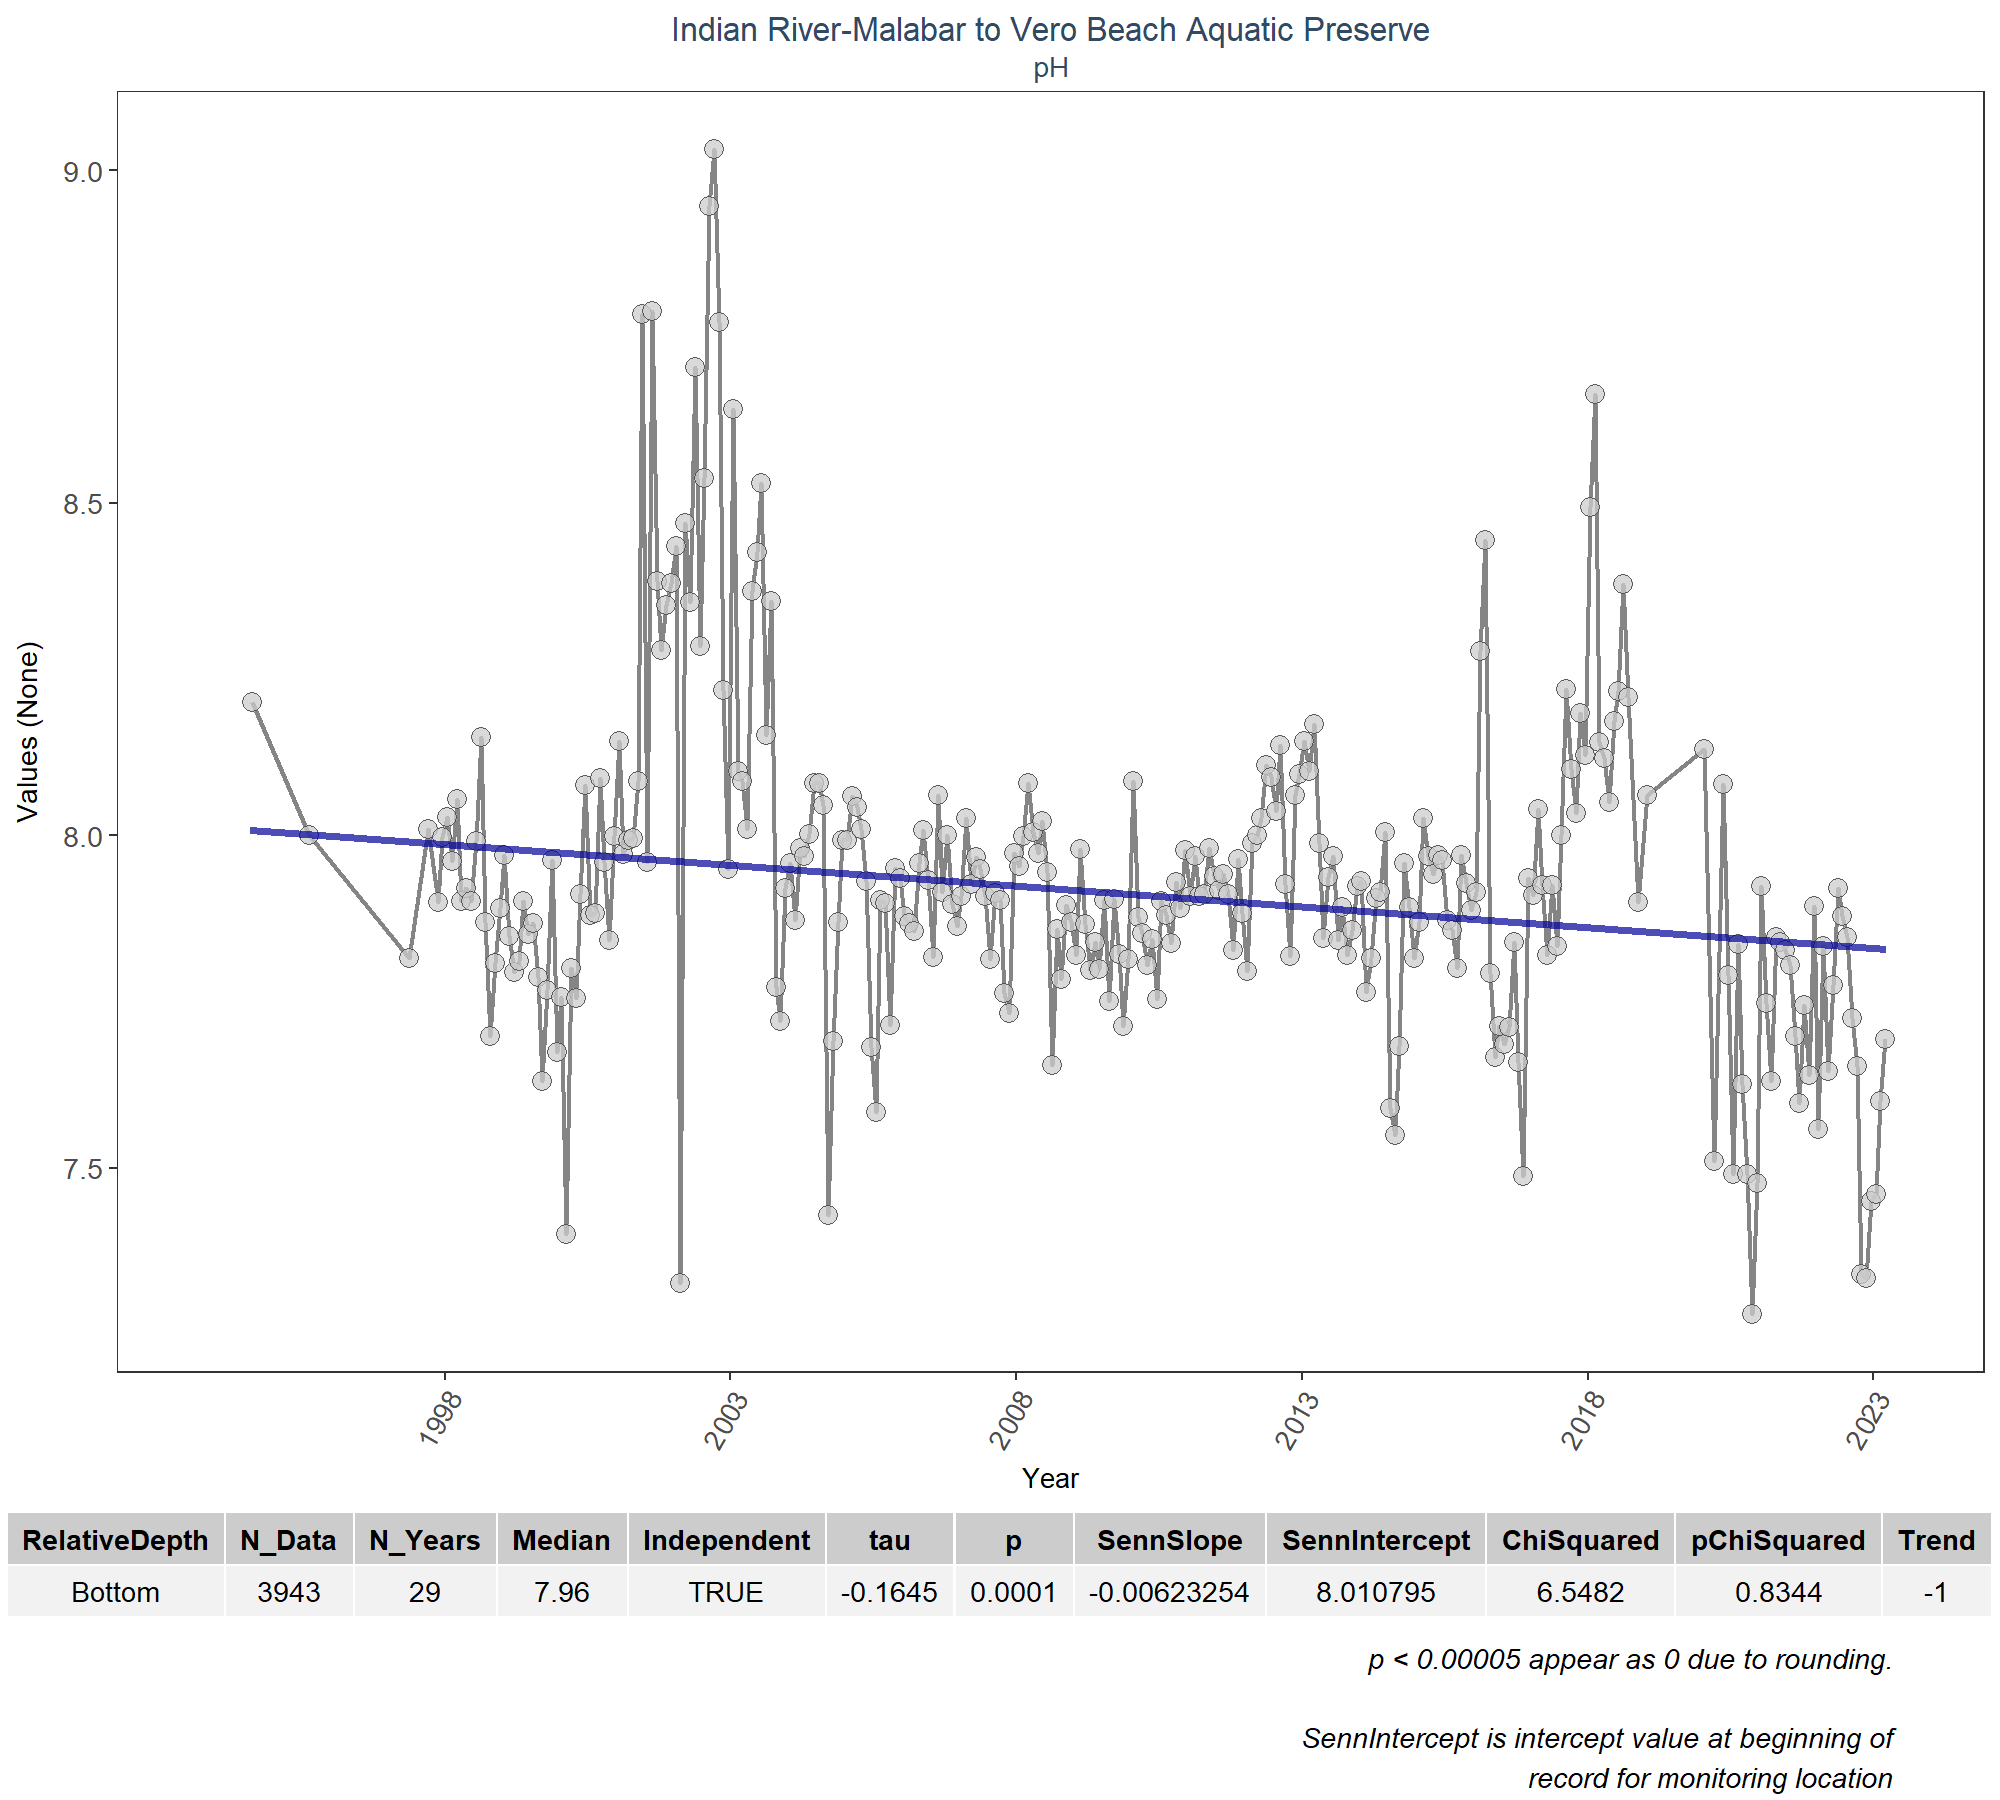 Indian River-Malabar to Vero Beach Aquatic Preserve
pH
9.0
8.5
8.0
7.5
Values (None)
1998
2003
2008
2013
2018
2023
Year
RelativeDepth N_Data N_Years Median Independent tau p SennSlope SennIntercept ChiSquared pChiSquared Trend
Bottom 3943 29 7.96 TRUE -0.1645 0.0001 -0.00623254 8.010795 6.5482 0.8344 -1
p < 0.00005 appear as 0 due to rounding.
SennIntercept is intercept value at beginning of
record for monitoring location